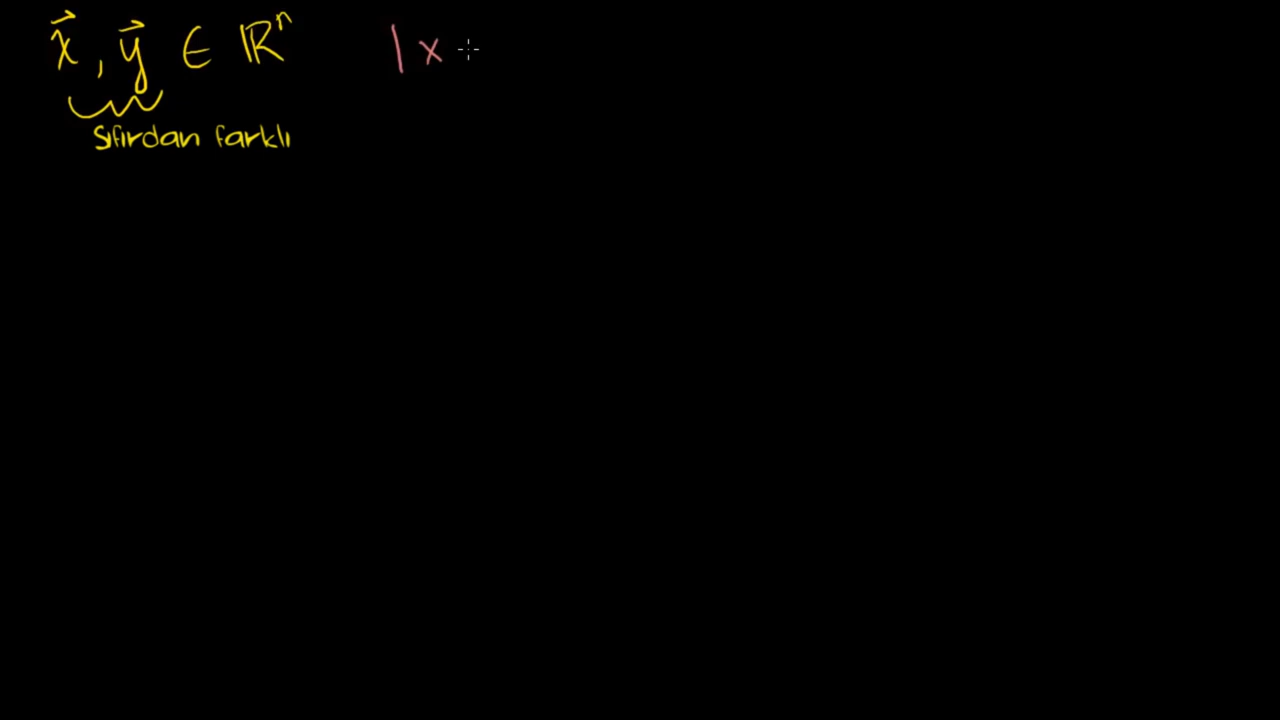 x⃗, y⃗ ∈ ℝⁿ |x
Sıfırdan farklı